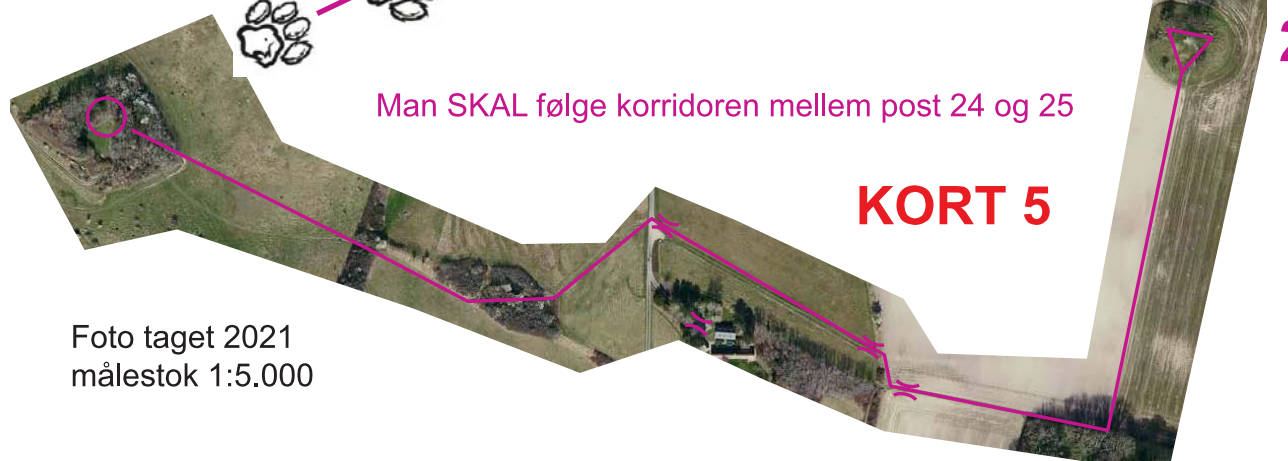 Man SKAL følge korridoren mellem post 24 og 25
KORT 5
Foto taget 2021
målestok 1:5.000